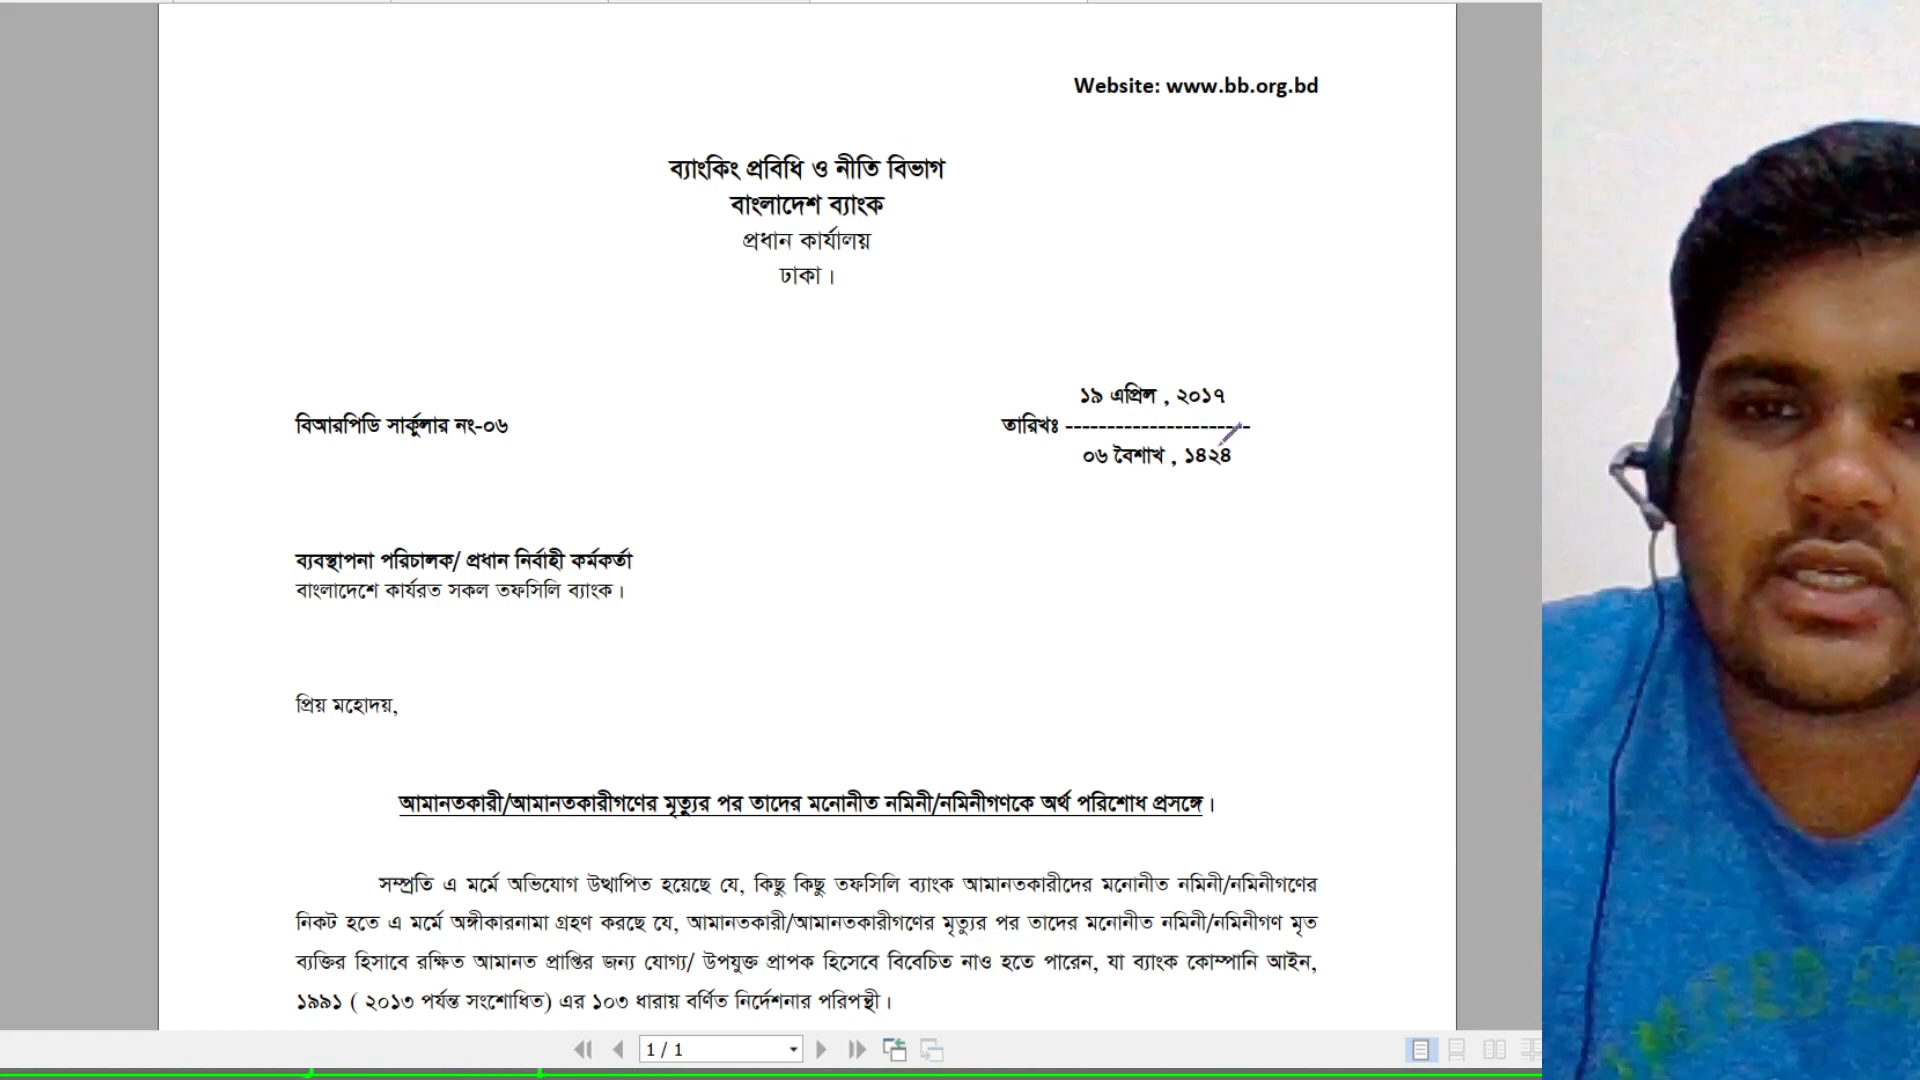 Website: www.bb.org.bd
ব্যাংকিং প্রবিধি ও নীতি বিভাগ
বাংলাদেশ ব্যাংক
প্রধান কার্যালয়
ঢাকা।
১৯ এপ্রিল , ২০১৭
বিআরপিডি সার্কুলার নং-০৬
তারিখঃ ----------------------
০৬ বৈশাখ , ১৪২৪
ব্যবস্থাপনা পরিচালক/ প্রধান নির্বাহী কর্মকর্তা
বাংলাদেশে কার্যরত সকল তফসিলি ব্যাংক।
প্রিয় মহোদয়,
আমানতকারী/আমানতকারীগণের মৃত্যুর পর তাদের মনোনীত নমিনী/নমিনীগণকে অর্থ পরিশোধ প্রসঙ্গে।
সম্প্রতি এ মর্মে অভিযোগ উত্থাপিত হয়েছে যে, কিছু কিছু তফসিলি ব্যাংক আমানতকারীদের মনোনীত নমিনী/নমিনীগণের
নিকট হতে এ মর্মে অঙ্গীকারনামা গ্রহণ করছে যে, আমানতকারী/আমানতকারীগণের মৃত্যুর পর তাদের মনোনীত নমিনী/নমিনীগণ মৃত
ব্যক্তির হিসাবে রক্ষিত আমানত প্রাপ্তির জন্য যোগ্য/ উপযুক্ত প্রাপক হিসেবে বিবেচিত নাও হতে পারেন, যা ব্যাংক কোম্পানি আইন,
১৯৯১ ( ২০১৩ পর্যন্ত সংশোধিত) এর ১০৩ ধারায় বর্ণিত নির্দেশনার পরিপন্থী।
1 / 1